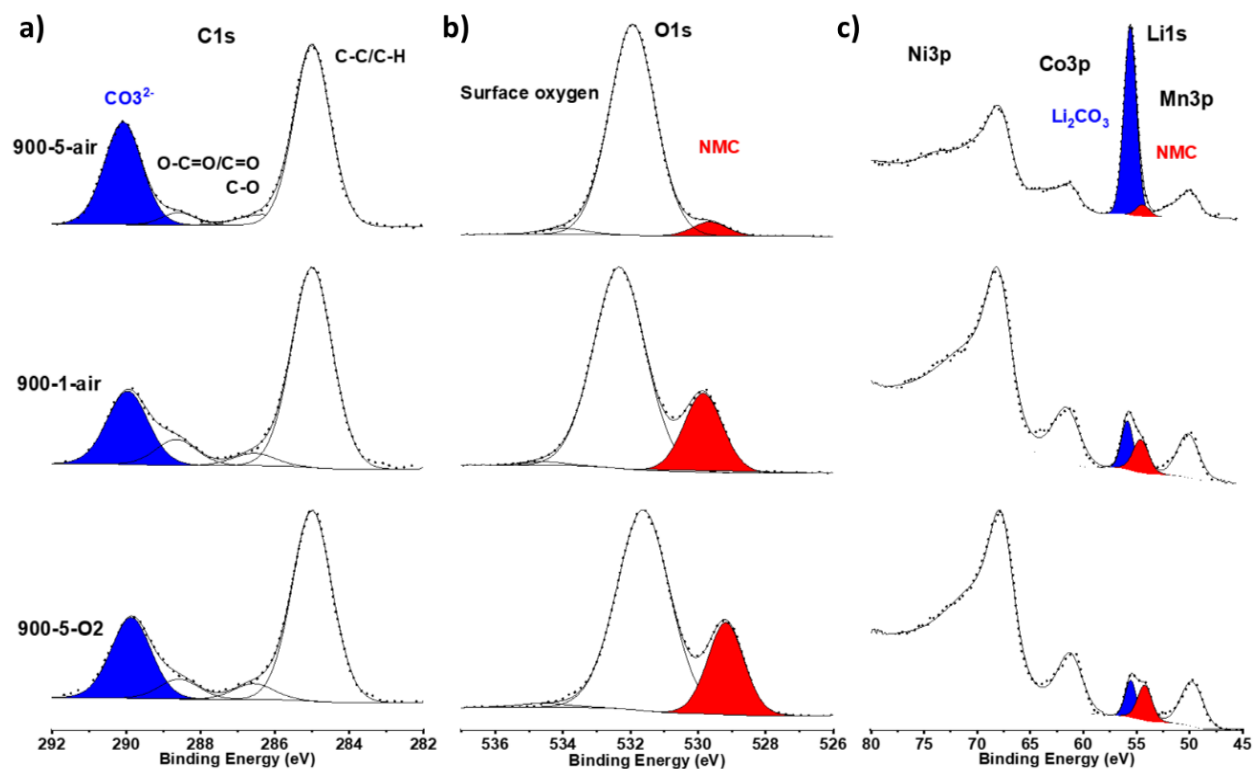 a)
C1s
C-C/C-H
CO3²⁻
900-5-air
O-C=O/C=O
C-O
900-1-air
900-5-O2
292 290 288 286 284 282
Binding Energy (eV)
b)
O1s
Surface oxygen
NMC
536 534 532 530 528 526
Binding Energy (eV)
c)
Ni3p
Co3p
Li1s
Li₂CO₃
Mn3p
NMC
80 75 70 65 60 55 50 45
Binding Energy (eV)